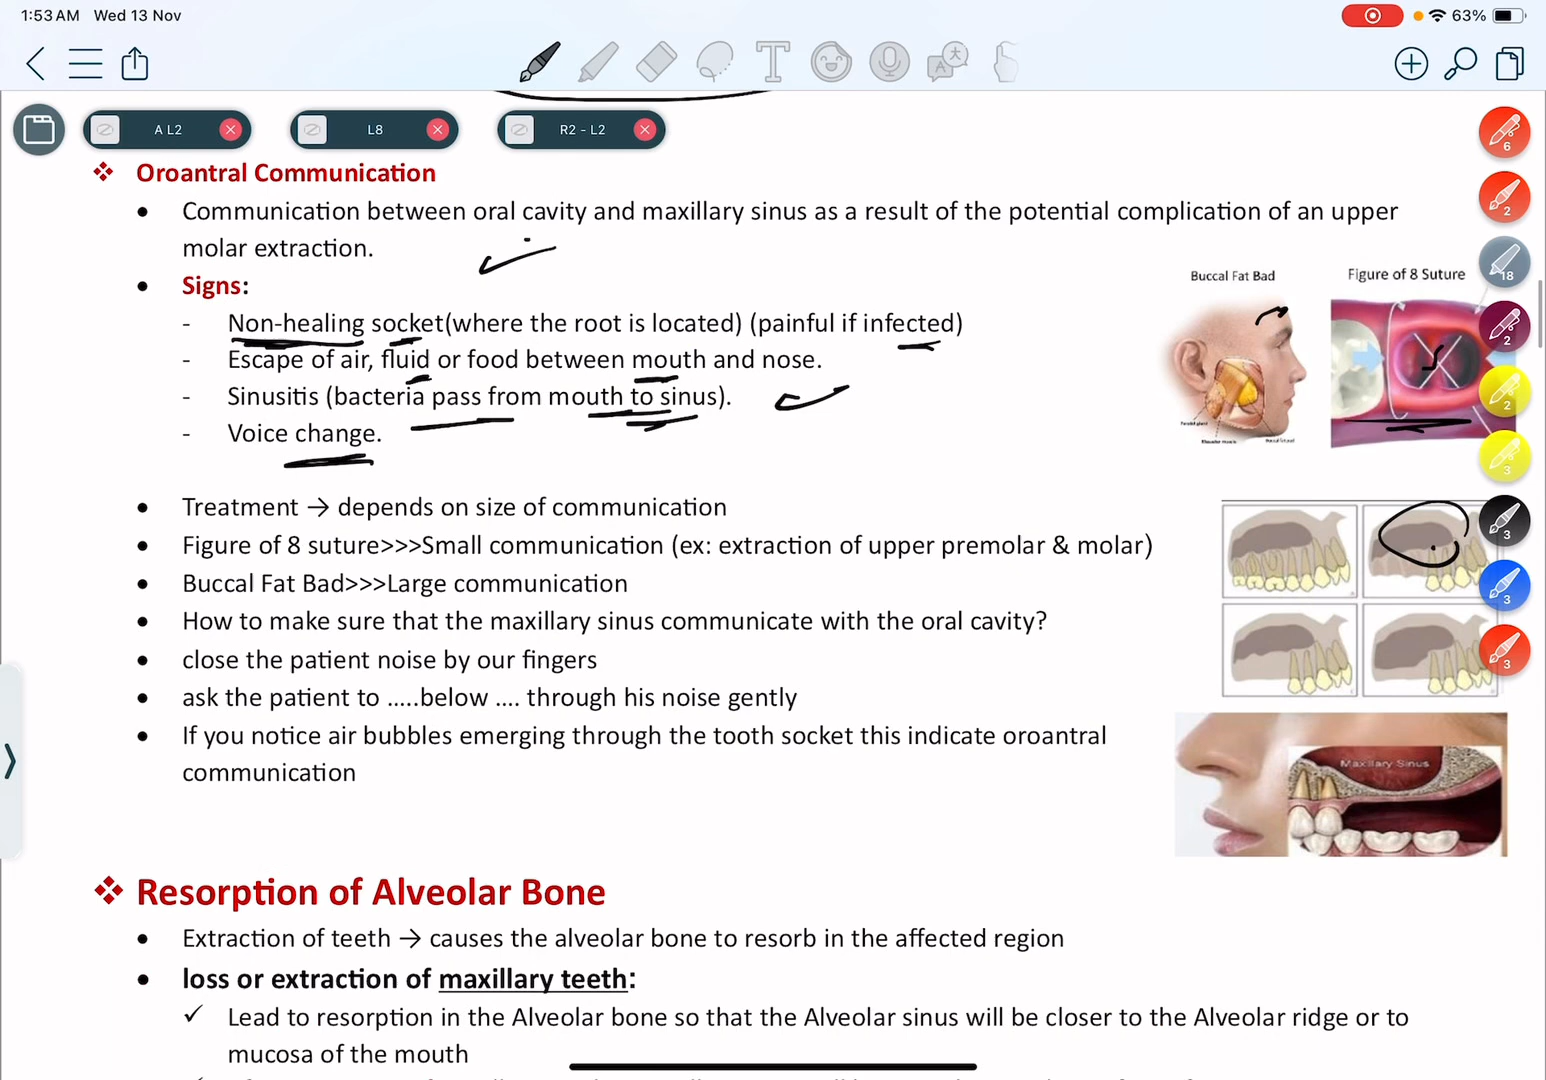 1:53 AM Wed 13 Nov
63%
A L2
L8
R2 - L2
❖ Oroantral Communication
• Communication between oral cavity and maxillary sinus as a result of the potential complication of an upper
molar extraction.
• Signs:
- Non-healing socket(where the root is located) (painful if infected)
- Escape of air, fluid or food between mouth and nose.
- Sinusitis (bacteria pass from mouth to sinus).
- Voice change.
Buccal Fat Bad
Figure of 8 Suture
• Treatment → depends on size of communication
• Figure of 8 suture>>>Small communication (ex: extraction of upper premolar & molar)
• Buccal Fat Bad>>>Large communication
• How to make sure that the maxillary sinus communicate with the oral cavity?
• close the patient noise by our fingers
• ask the patient to .....below .... through his noise gently
• If you notice air bubbles emerging through the tooth socket this indicate oroantral
communication
Maxillary Sinus
❖ Resorption of Alveolar Bone
• Extraction of teeth → causes the alveolar bone to resorb in the affected region
• loss or extraction of maxillary teeth:
✓ Lead to resorption in the Alveolar bone so that the Alveolar sinus will be closer to the Alveolar ridge or to
mucosa of the mouth
6
2
18
2
2
3
3
3
3